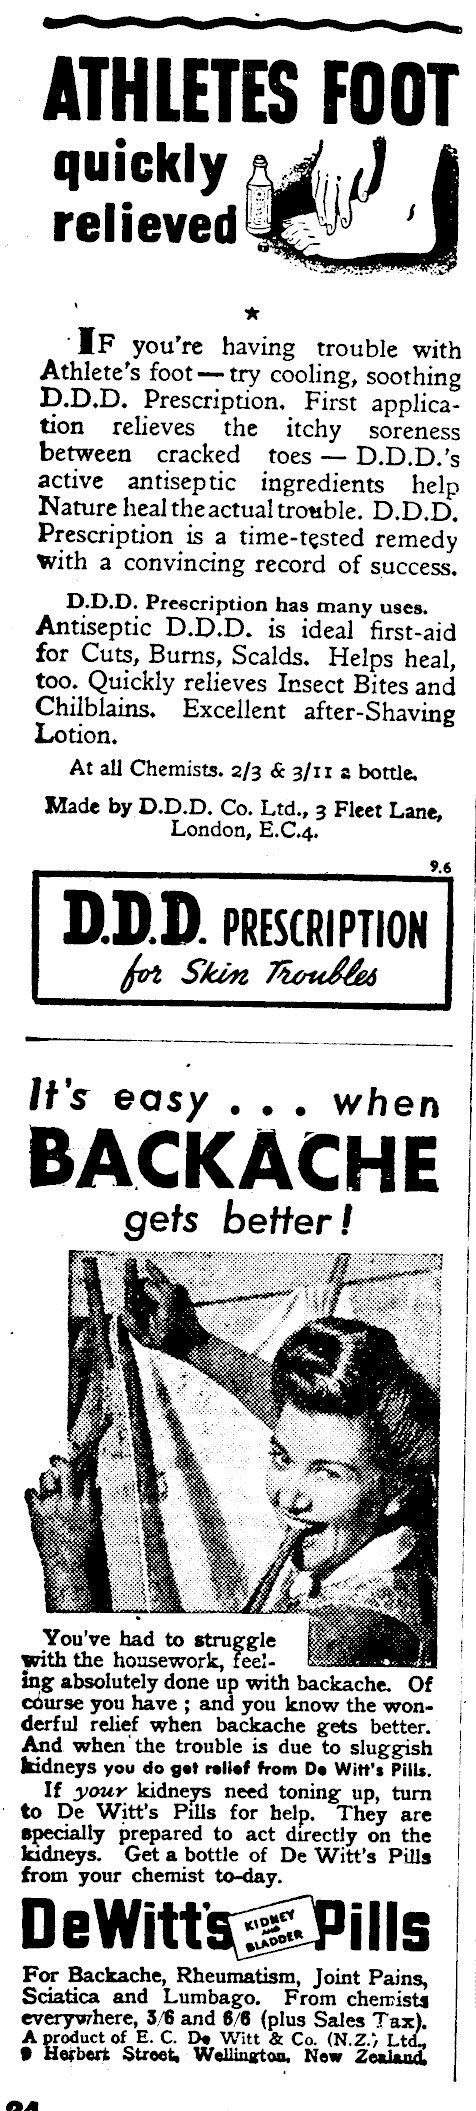 ATHLETES FOOT
quickly
relieved
IF you're having trouble with
Athlete's foot — try cooling, soothing
D.D.D. Prescription. First applica-
tion relieves the itchy soreness
between cracked toes — D.D.D.'s
active antiseptic ingredients help
Nature heal the actual trouble. D.D.D.
Prescription is a time-tested remedy
with a convincing record of success.
D.D.D. Prescription has many uses.
Antiseptic D.D.D. is ideal first-aid
for Cuts, Burns, Scalds. Helps heal,
too. Quickly relieves Insect Bites and
Chilblains. Excellent after-Shaving
Lotion.
At all Chemists. 2/3 & 3/11 a bottle.
Made by D.D.D. Co. Ltd., 3 Fleet Lane,
London, E.C.4.
9.6
D.D.D. PRESCRIPTION
for Skin Troubles
It's easy . . . when
BACKACHE
gets better!
You've had to struggle
with the housework, feel-
ing absolutely done up with backache. Of
course you have ; and you know the won-
derful relief when backache gets better.
And when the trouble is due to sluggish
kidneys you do get relief from De Witt's Pills.
If your kidneys need toning up, turn
to De Witt's Pills for help. They are
specially prepared to act directly on the
kidneys. Get a bottle of De Witt's Pills
from your chemist to-day.
DeWitt's KIDNEY AND BLADDER Pills
For Backache, Rheumatism, Joint Pains,
Sciatica and Lumbago. From chemists
everywhere, 3/6 and 6/6 (plus Sales Tax).
A product of E. C. De Witt & Co. (N.Z.) Ltd.,
9 Herbert Street, Wellington, New Zealand.